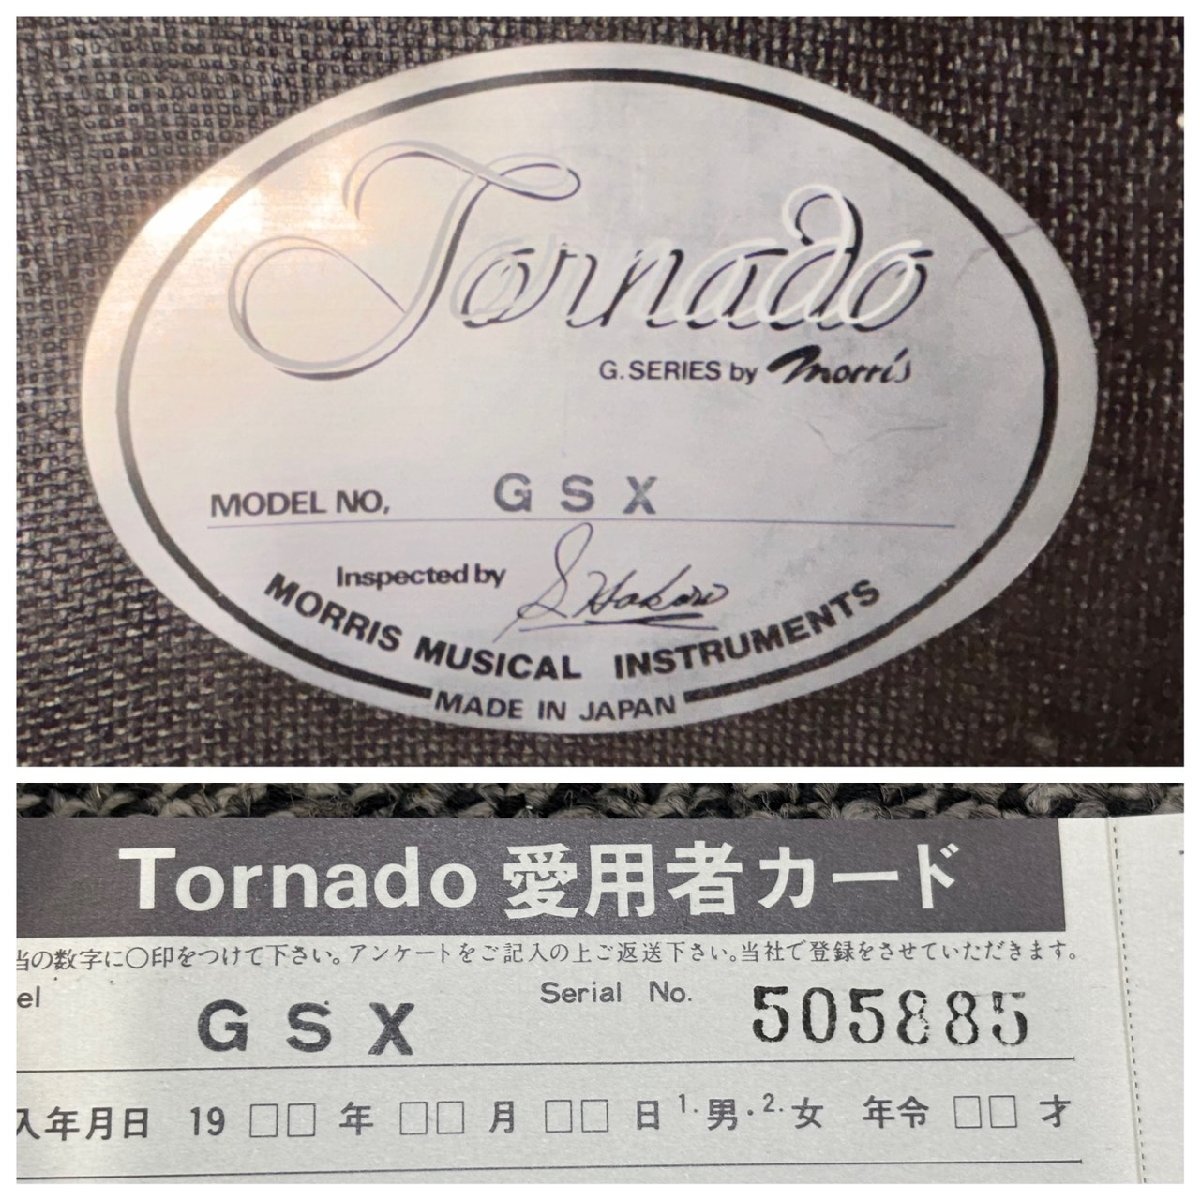 Tornado
G. SERIES by Morris
MODEL NO, GSX
Inspected by
MORRIS MUSICAL INSTRUMENTS
MADE IN JAPAN
Tornado 愛用者カード
当の数字に○印をつけて下さい。アンケートをご記入の上ご返送下さい。当社で登録をさせていただきます。
el GSX Serial No. 505885
入年月日 19□□年□□月□□日 1.男・2.女 年令□□才